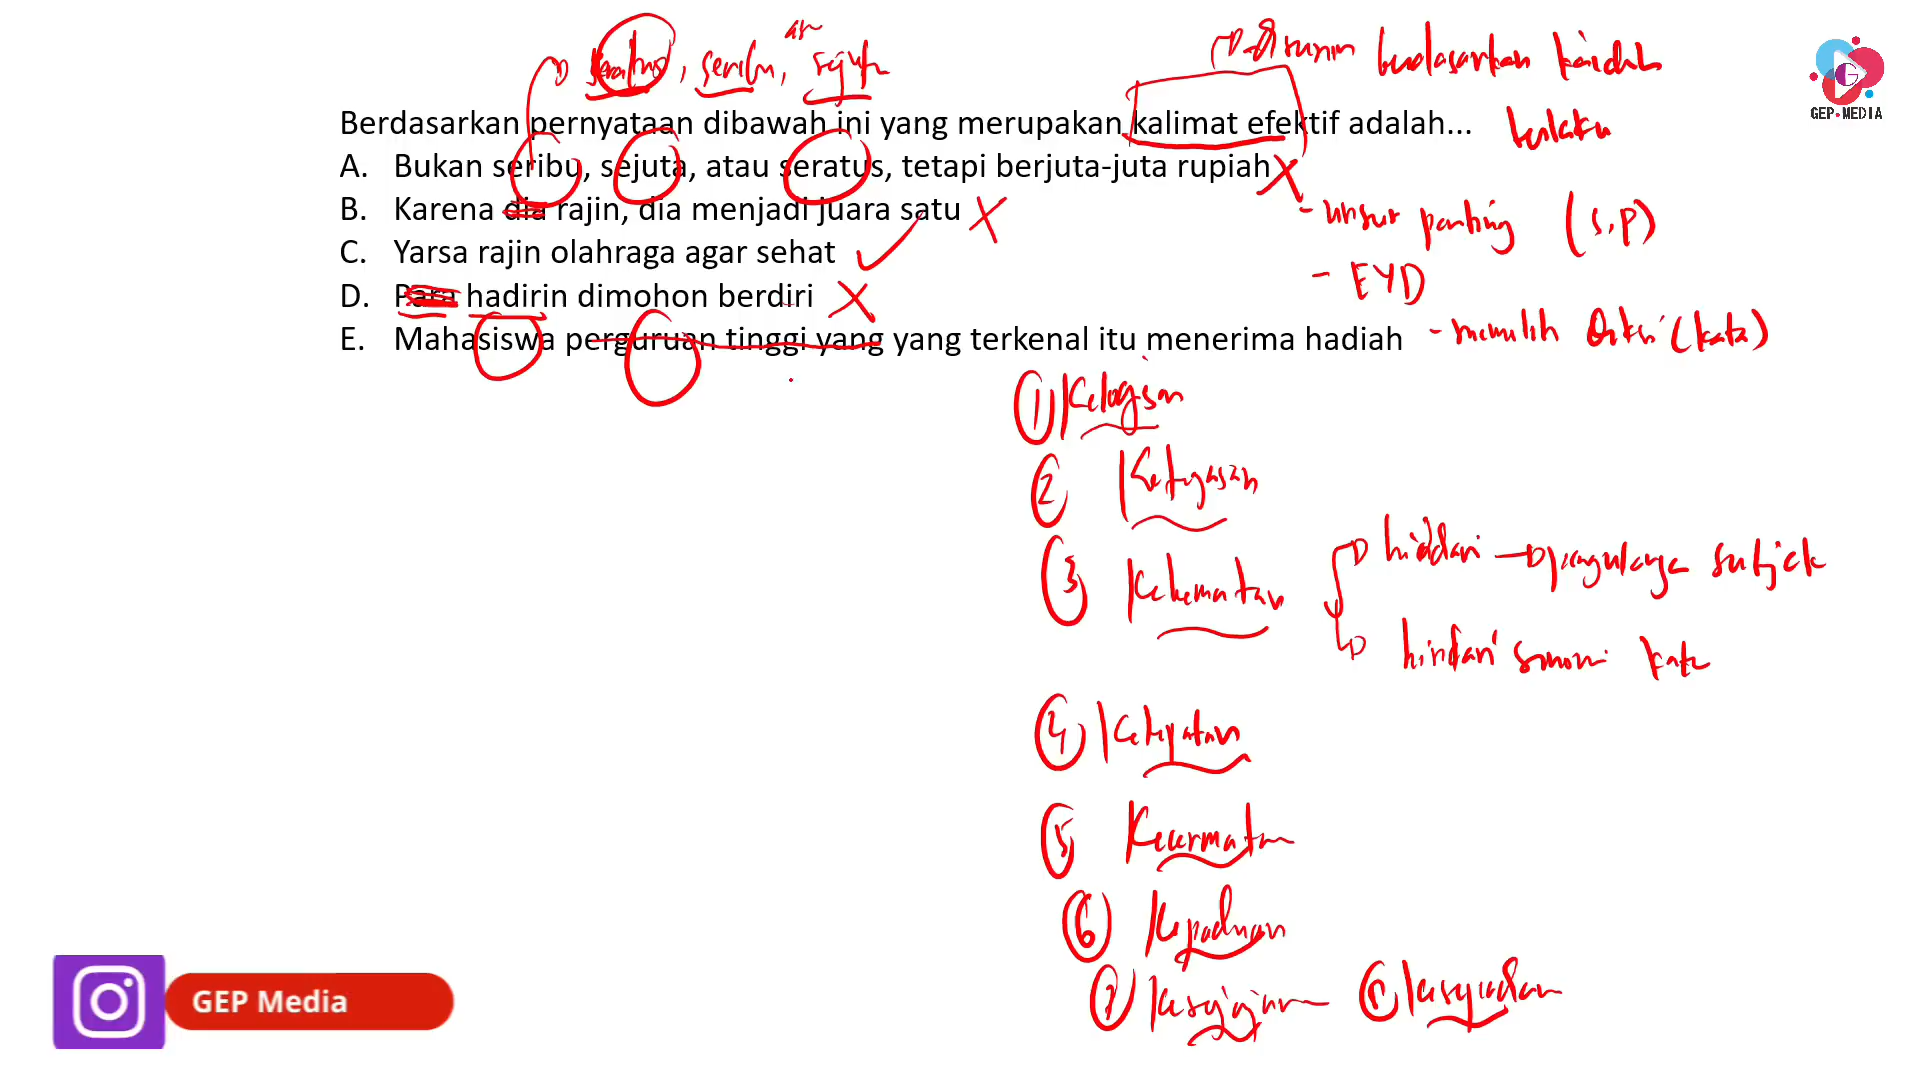 seratus, seribu, sejuta
Disusun berdasarkan kaidah
berlaku
GEP MEDIA
Berdasarkan pernyataan dibawah ini yang merupakan kalimat efektif adalah...
A. Bukan seribu, sejuta, atau seratus, tetapi berjuta-juta rupiah
B. Karena dia rajin, dia menjadi juara satu
C. Yarsa rajin olahraga agar sehat
D. Para hadirin dimohon berdiri
E. Mahasiswa perguruan tinggi yang yang terkenal itu menerima hadiah
- unsur penting (S, P)
- EYD
- memilih diksi (kata)
1 Kelogisan
2 Ketegasan
3 Kehematan
hindari pengulangan subjek
hindari sinonim kata
4 Ketepatan
5 Kecermatan
6 Kepaduan
7 Kesejajaran
GEP Media